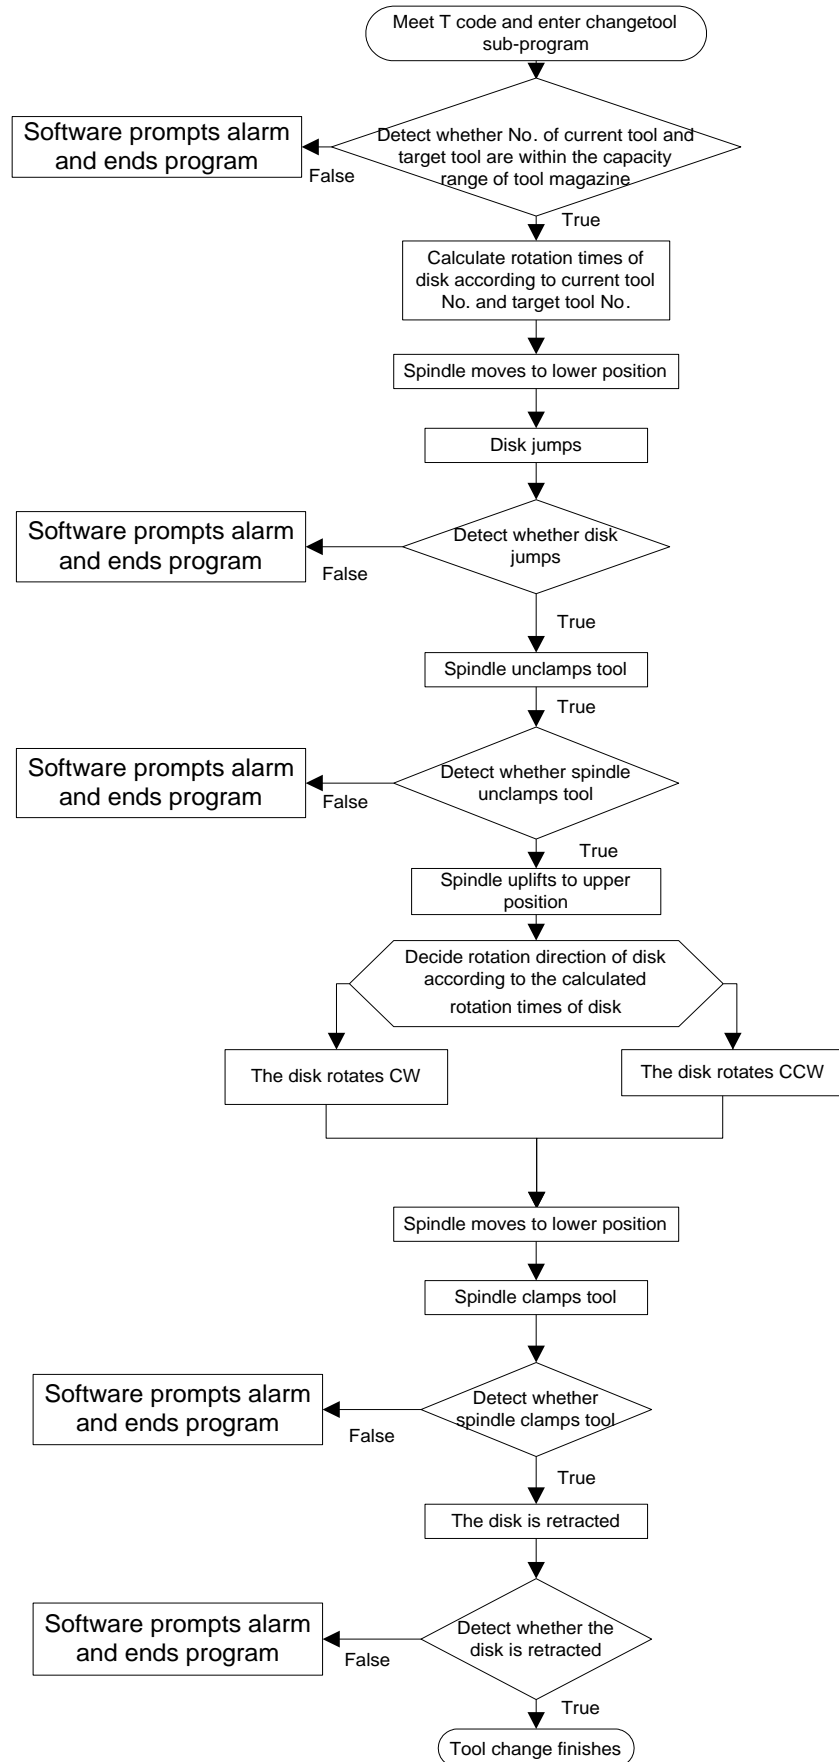 Meet T code and enter changetool
sub-program
Detect whether No. of current tool and
target tool are within the capacity
range of tool magazine
Software prompts alarm
and ends program
False
True
Calculate rotation times of
disk according to current tool
No. and target tool No.
Spindle moves to lower position
Disk jumps
Detect whether disk
jumps
Software prompts alarm
and ends program
False
True
Spindle unclamps tool
True
Detect whether spindle
unclamps tool
Software prompts alarm
and ends program
False
True
Spindle uplifts to upper
position
Decide rotation direction of disk
according to the calculated
rotation times of disk
The disk rotates CW
The disk rotates CCW
Spindle moves to lower position
Spindle clamps tool
Detect whether
spindle clamps tool
Software prompts alarm
and ends program
False
True
The disk is retracted
Detect whether the
disk is retracted
Software prompts alarm
and ends program
False
True
Tool change finishes